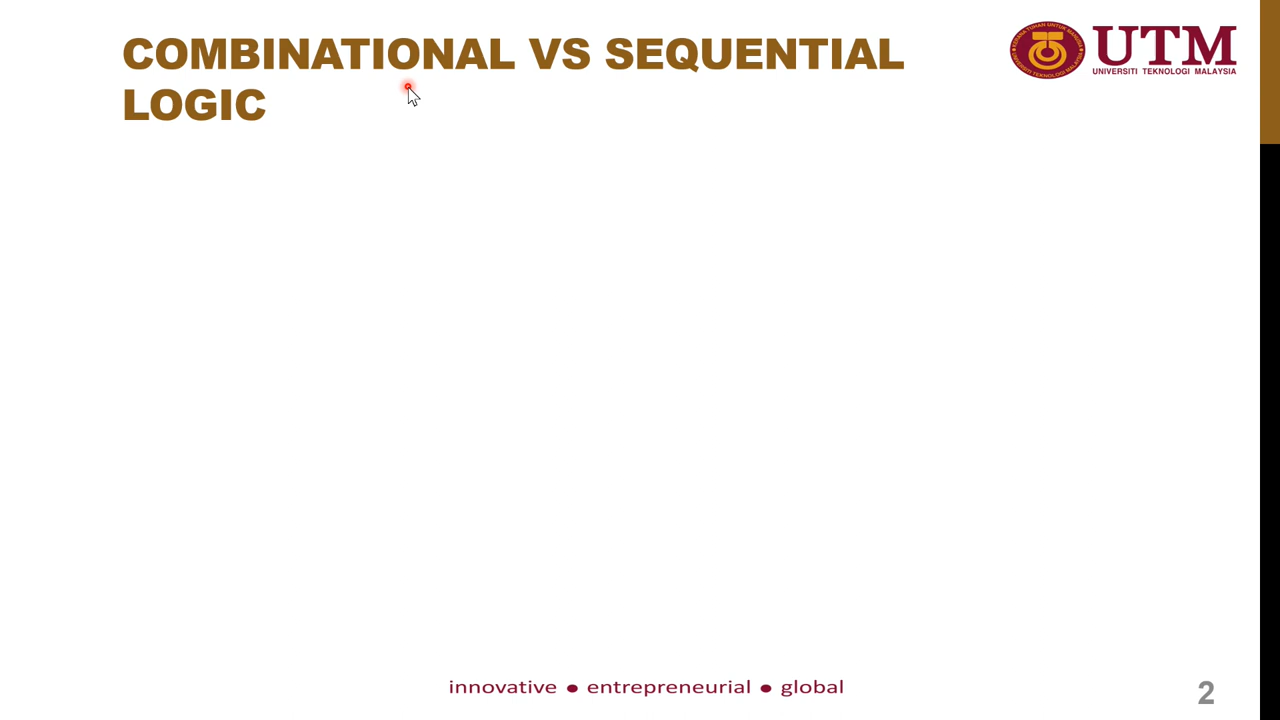 COMBINATIONAL VS SEQUENTIAL
LOGIC
UTM
UNIVERSITI TEKNOLOGI MALAYSIA
innovative ● entrepreneurial ● global
2